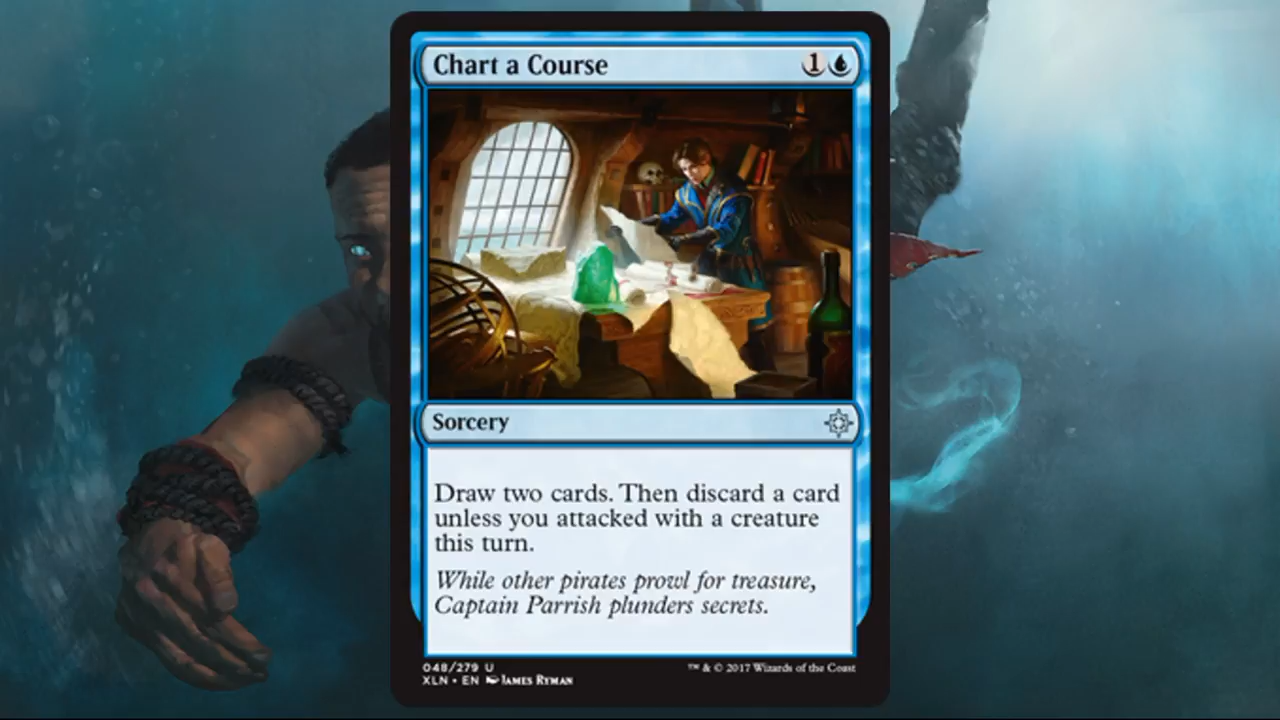 Chart a Course
1
Sorcery
Draw two cards. Then discard a card
unless you attacked with a creature
this turn.
While other pirates prowl for treasure,
Captain Parrish plunders secrets.
048/279 U
XLN • EN James Ryman
™ & © 2017 Wizards of the Coast